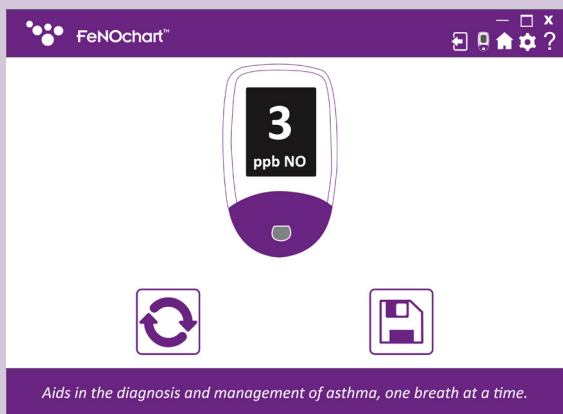 FeNOchart™
3
ppb NO
Aids in the diagnosis and management of asthma, one breath at a time.